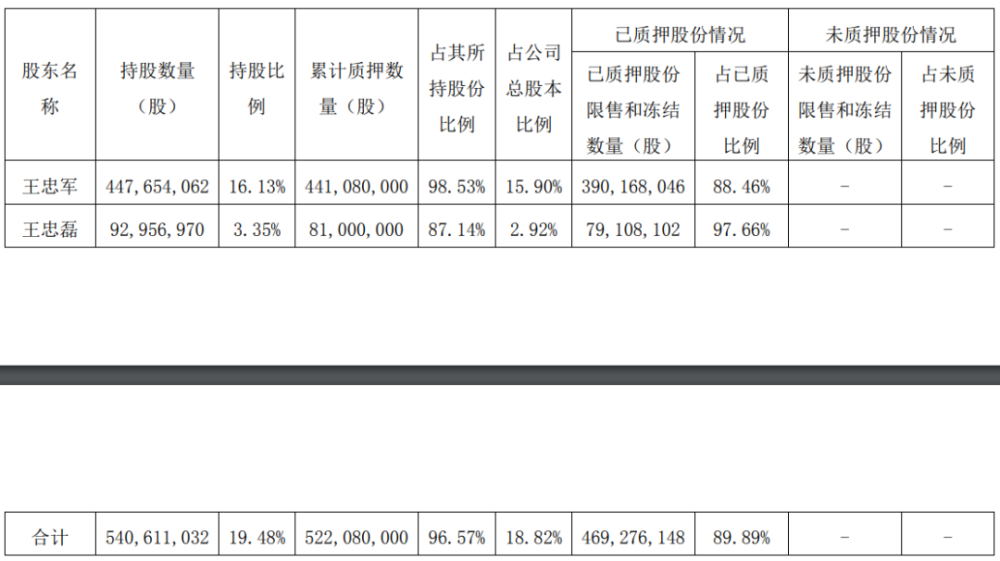 股东名称 持股数量（股） 持股比例 累计质押数量（股） 占其所持股份比例 占公司总股本比例 已质押股份情况 未质押股份情况
已质押股份限售和冻结数量（股） 占已质押股份比例 未质押股份限售和冻结数量（股） 占未质押股份比例
王忠军 447,654,062 16.13% 441,080,000 98.53% 15.90% 390,168,046 88.46% － －
王忠磊 92,956,970 3.35% 81,000,000 87.14% 2.92% 79,108,102 97.66% － －
合计 540,611,032 19.48% 522,080,000 96.57% 18.82% 469,276,148 89.89% － －